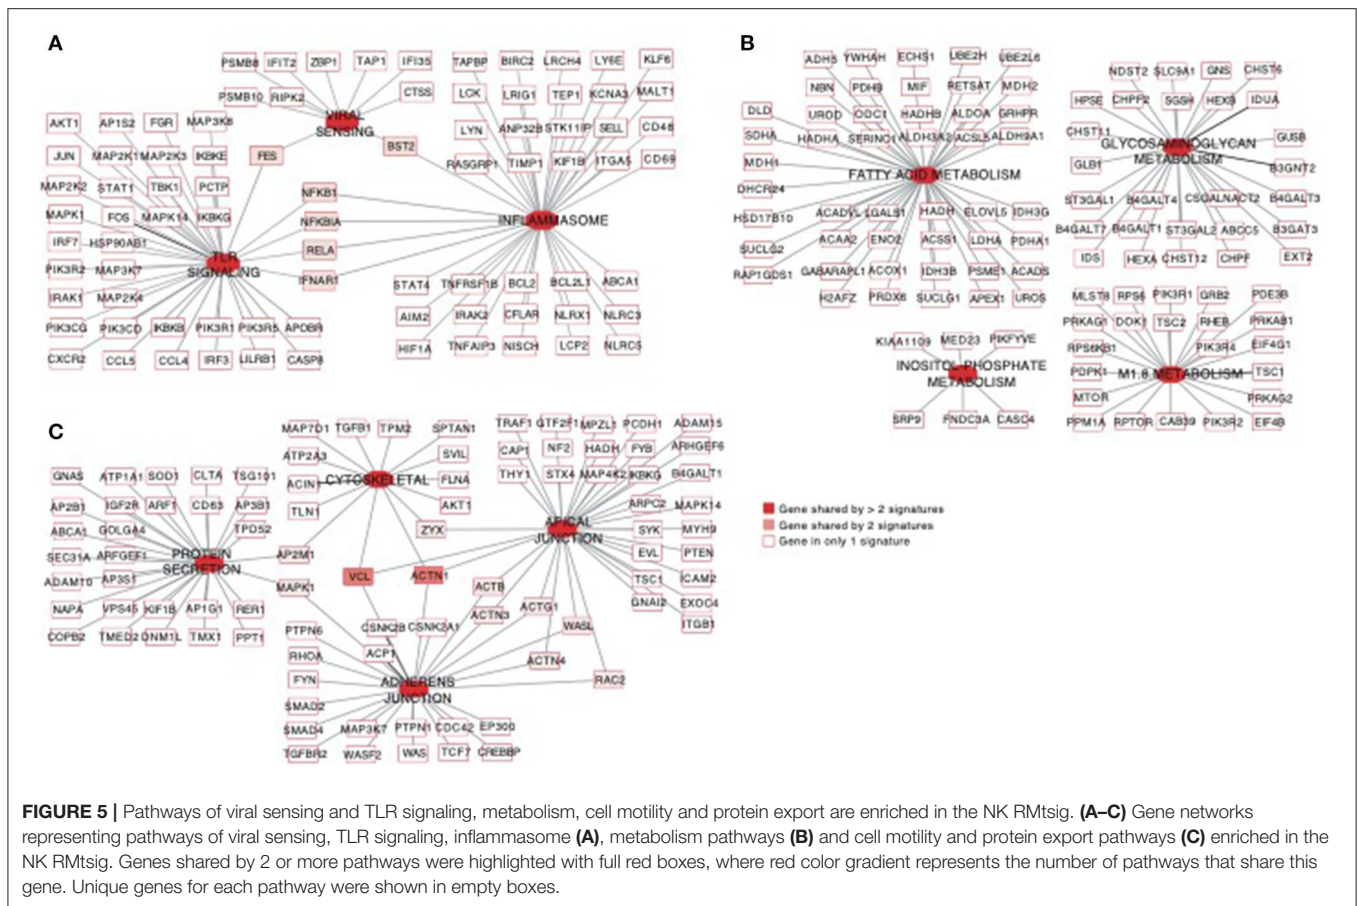 A
PSMB8 IFIT2 ZBP1 TAP1 IFI35
TAPBP BIRC2 LRCH4 LY6E KLF6
PSMB10 RIPK2 CTSS
LCK LRIG1 TEP1 KCNA3 MALT1
VIRAL
SENSING
AKT1 AP1S2 FGR MAP3K8
LYN ANP32B STK11IP SELL CD48
JUN MAP2K1 MAP2K3 IKBKE FES BST2
RASGRP1 TIMP1 KIF1B ITGA5 CD69
MAP2K2 STAT1 TBK1 PCTP NFKB1
MAPK1 FOS MAPK14 IKBKG NFKBIA
INFLAMMASOME
IRF7 HSP90AB1 RELA
TLR
SIGNALING
PIK3R2 MAP3K7 IFNAR1
STAT4 TNFRSF1B BCL2 BCL2L1 ABCA1
IRAK1 MAP2K4
AIM2 IRAK2 CFLAR NLRX1 NLRC3
PIK3CG PIK3CD IKBKB PIK3R1 PIK3R5 APOBR
HIF1A TNFAIP3 NISCH LCP2 NLRC5
CXCR2 CCL5 CCL4 IRF3 LILRB1 CASP8
B
ADH5 YWHAH ECHS1 UBE2H UBE2L6
NBN PDHB MIF RETSAT MDH2
DLD UROD ODC1 HADHB ALDOA GRHPR
SDHA HADHA SERINC1 ALDH3A2 ACSL5 ALDH9A1
MDH1
FATTY ACID METABOLISM
DHCR24
HSD17B10 ACADVL LGALS1 HADH ELOVL5 IDH3G
SUCLG2 ACAA2 ENO2 ACSS1 LDHA PDHA1
RAP1GDS1 GABARAPL1 ACOX1 IDH3B PSME1 ACADS
H2AFZ PRDX6 SUCLG1 APEX1 UROS
NDST2 SLC9A1 GNS CHST6
HPSE CHPF2 SGSH HEXB IDUA
CHST11 GUSB
GLYCOSAMINOGLYCAN
METABOLISM
GLB1 B3GNT2
ST3GAL1 B4GALT4 CSGALNACT2 B4GALT3
B4GALT7 B4GALT1 ST3GAL2 ABCC5 B3GAT3
IDS HEXA CHST12 CHPF EXT2
KIAA1109 MED23 PIKFYVE
INOSITOL PHOSPHATE
METABOLISM
SRP9 FNDC3A CASC4
MLST8 RPS6 PIK3R1 GRB2 PDE3B
PRKAG1 DOK1 TSC2 RHEB PRKAB1
RPS6KB1 PIK3R4 EIF4G1
PDPK1 M1.8 METABOLISM TSC1
MTOR PRKAG2
PPM1A RPTOR CAB39 PIK3R2 EIF4B
C
MAP7D1 TGFB1 TPM2 SPTAN1
ATP2A3 SVIL
ACIN1 CYTOSKELETAL FLNA
TLN1 AKT1
ZYX
TRAF1 GTF2F1 MPZL1 PCDH1 ADAM15
CAP1 NF2 HADH FYB ARHGEF6
THY1 STX4 MAP4K2 IKBKG B4GALT1
ARPC2 MAPK14
APICAL
JUNCTION
SYK MYH9
EVL PTEN
TSC1 ICAM2
GNAI2 EXOC4
ITGB1
GNAS ATP1A1 SOD1 CLTA TSG101
AP2B1 IGF2R ARF1 CD63 AP3B1
ABCA1 GOLGA4 TPD52
SEC31A ARFGEF1 AP2M1
PROTEIN
SECRETION
ADAM10 AP3S1 MAPK1
NAPA VPS45 KIF1B AP1G1 RER1
COPB2 TMED2 DNM1L TMX1 PPT1
VCL ACTN1 ACTB
ACTN3 ACTG1
WASL
ACTN4
RAC2
PTPN6 CSNK2B CSNK2A1
RHOA ACP1
FYN
ADHERENS
JUNCTION
SMAD2
SMAD4 MAP3K7 PTPN1 CDC42 EP300
TGFBR2 WASF2 WAS TCF7 CREBBP
Gene shared by > 2 signatures
Gene shared by 2 signatures
Gene in only 1 signature
FIGURE 5 | Pathways of viral sensing and TLR signaling, metabolism, cell motility and protein export are enriched in the NK RMtsig. (A–C) Gene networks
representing pathways of viral sensing, TLR signaling, inflammasome (A), metabolism pathways (B) and cell motility and protein export pathways (C) enriched in the
NK RMtsig. Genes shared by 2 or more pathways were highlighted with full red boxes, where red color gradient represents the number of pathways that share this
gene. Unique genes for each pathway were shown in empty boxes.